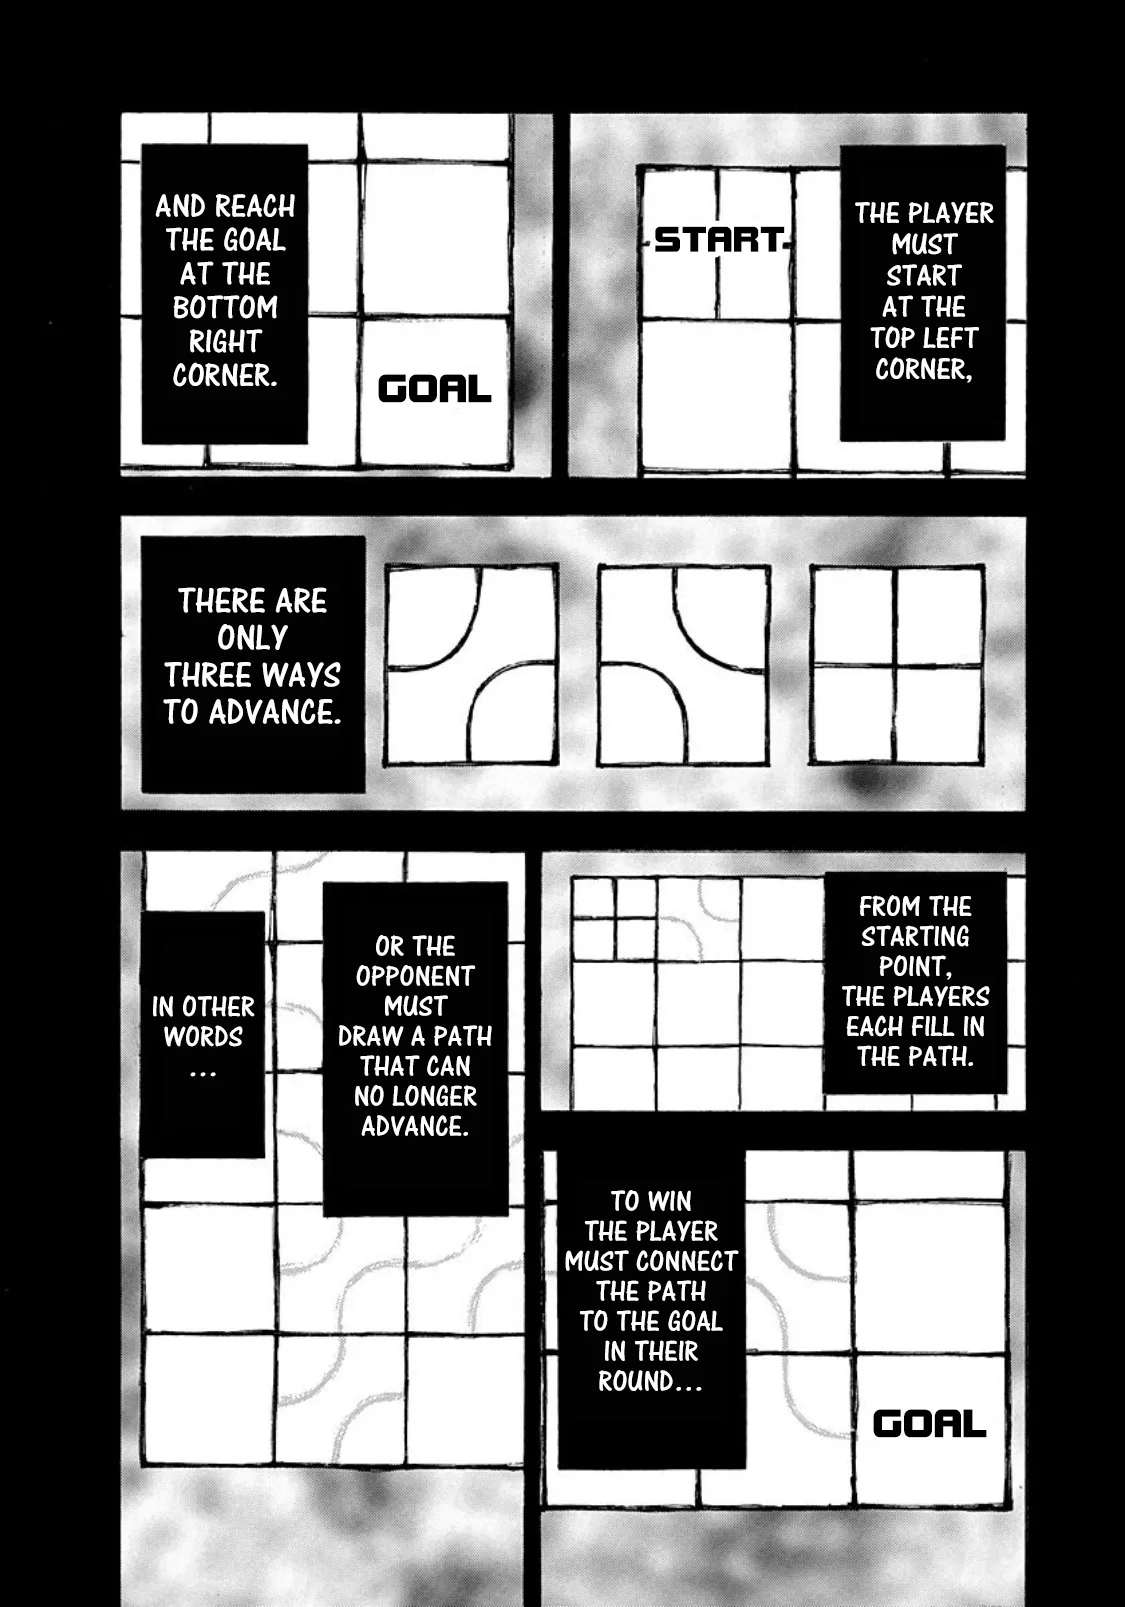 THE PLAYER
MUST
START
AT THE
TOP LEFT
CORNER,
START
AND REACH
THE GOAL
AT THE
BOTTOM
RIGHT
CORNER.
GOAL
THERE ARE
ONLY
THREE WAYS
TO ADVANCE.
FROM THE
STARTING
POINT,
THE PLAYERS
EACH FILL IN
THE PATH.
TO WIN
THE PLAYER
MUST CONNECT
THE PATH
TO THE GOAL
IN THEIR
ROUND...
GOAL
OR THE
OPPONENT
MUST
DRAW A PATH
THAT CAN
NO LONGER
ADVANCE.
IN OTHER
WORDS
...